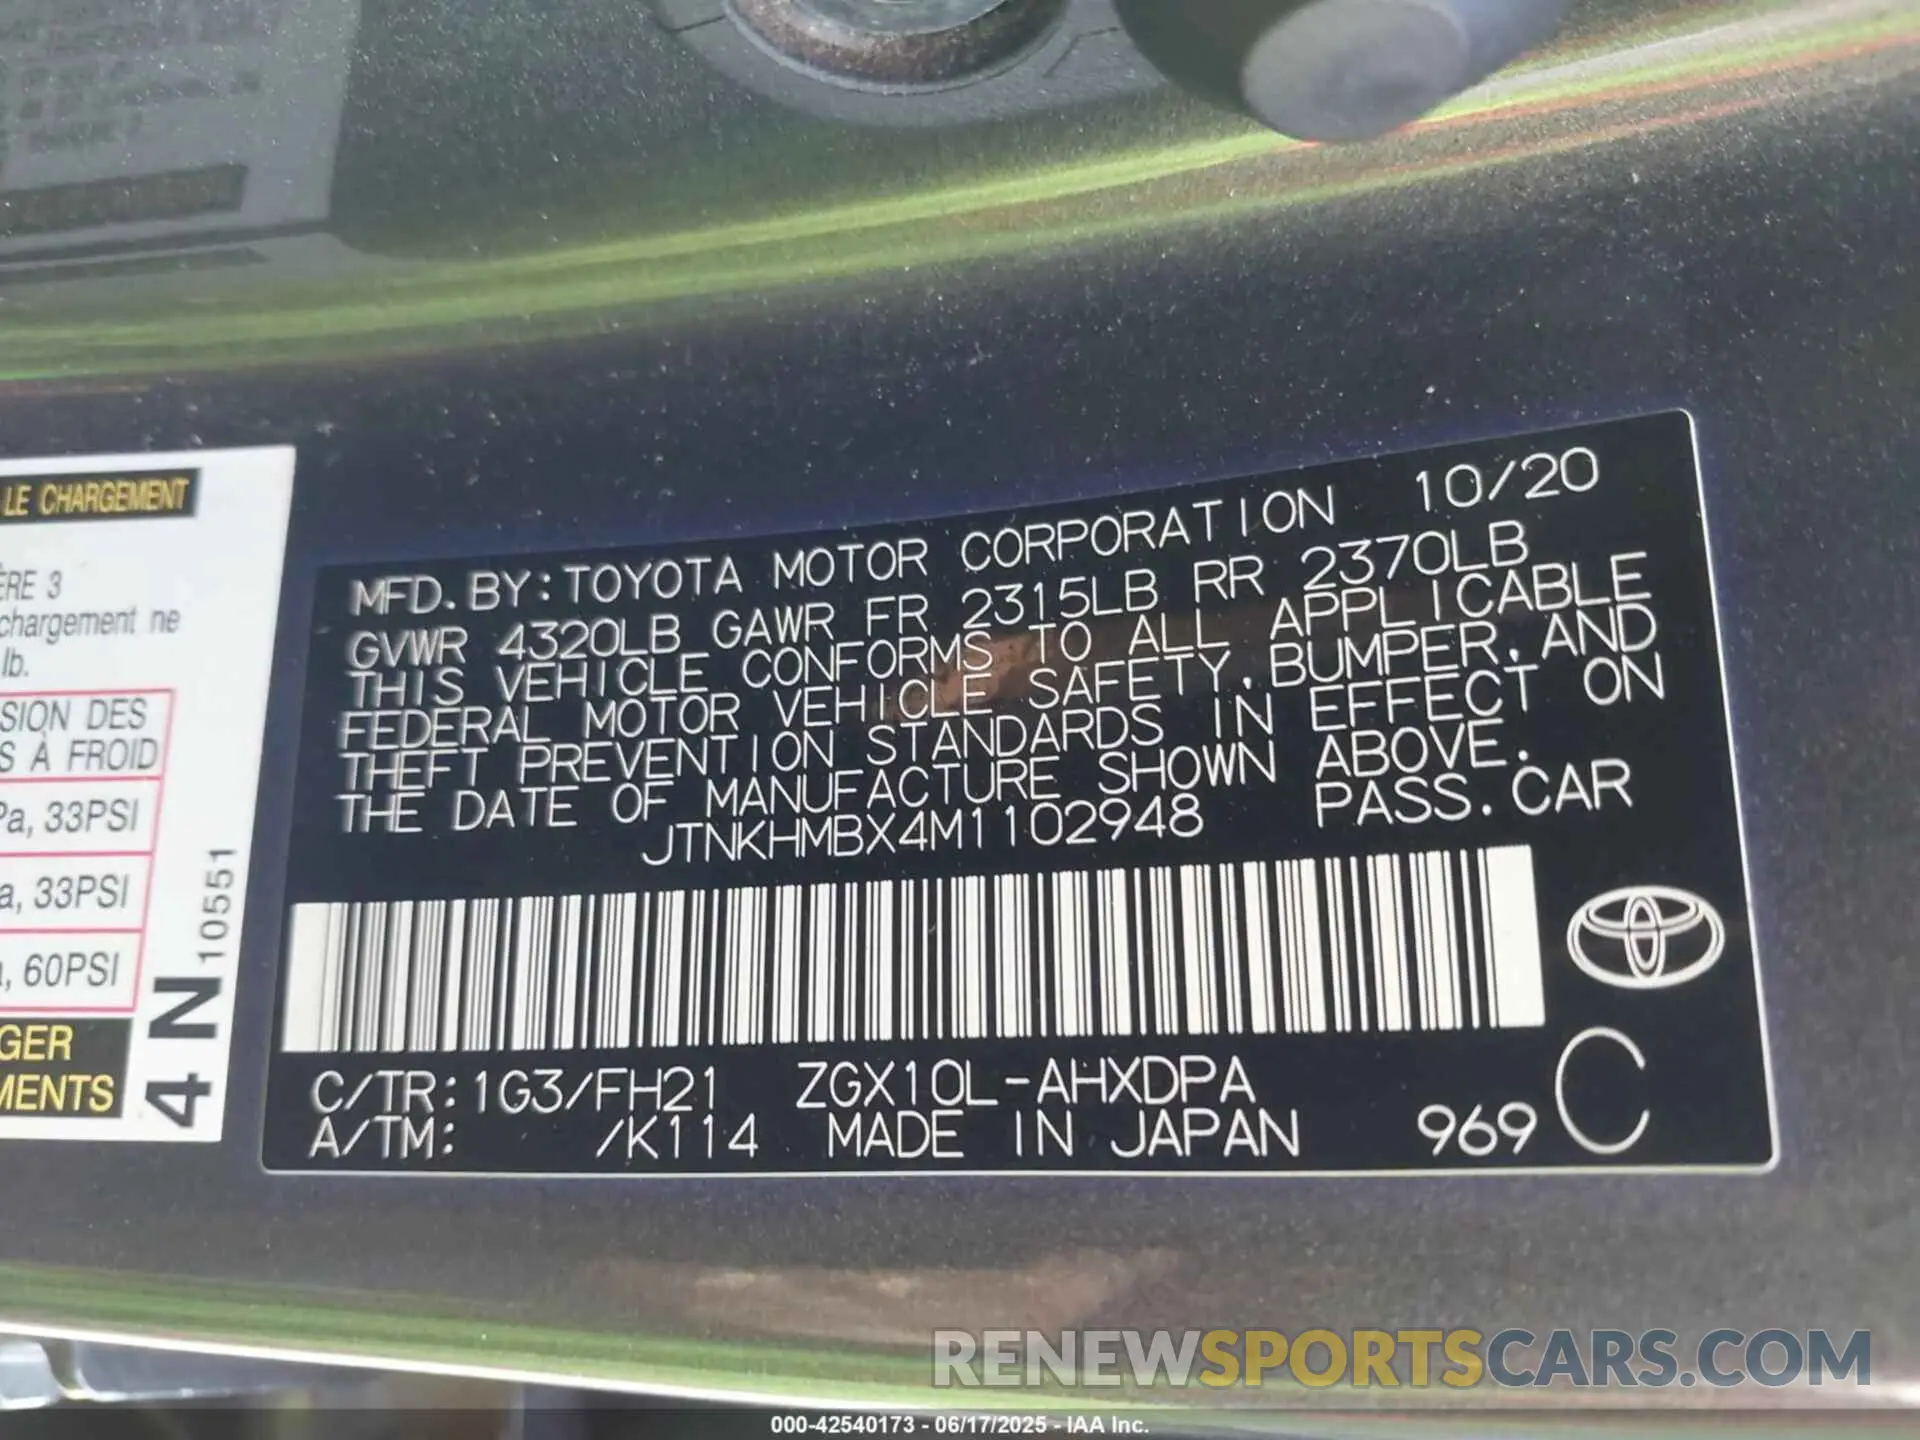 LE CHARGEMENT
ÈRE 3
chargement ne
lb.
SION DES
S À FROID
Pa, 33PSI
a, 33PSI
, 60PSI
GER
MENTS
4 N 10551
MFD. BY: TOYOTA MOTOR CORPORATION 10/20
GVWR 4320LB GAWR FR 2315LB RR 2370LB
THIS VEHICLE CONFORMS TO ALL APPLICABLE
FEDERAL MOTOR VEHICLE SAFETY, BUMPER, AND
THEFT PREVENTION STANDARDS IN EFFECT ON
THE DATE OF MANUFACTURE SHOWN ABOVE.
JTNKHMBX4M1102948 PASS. CAR
C/TR: 1G3/FH21 ZGX10L-AHXDPA
A/TM: /K114 MADE IN JAPAN 969 C
RENEWSPORTSCARS.COM
000-42540173 - 06/17/2025 - IAA Inc.